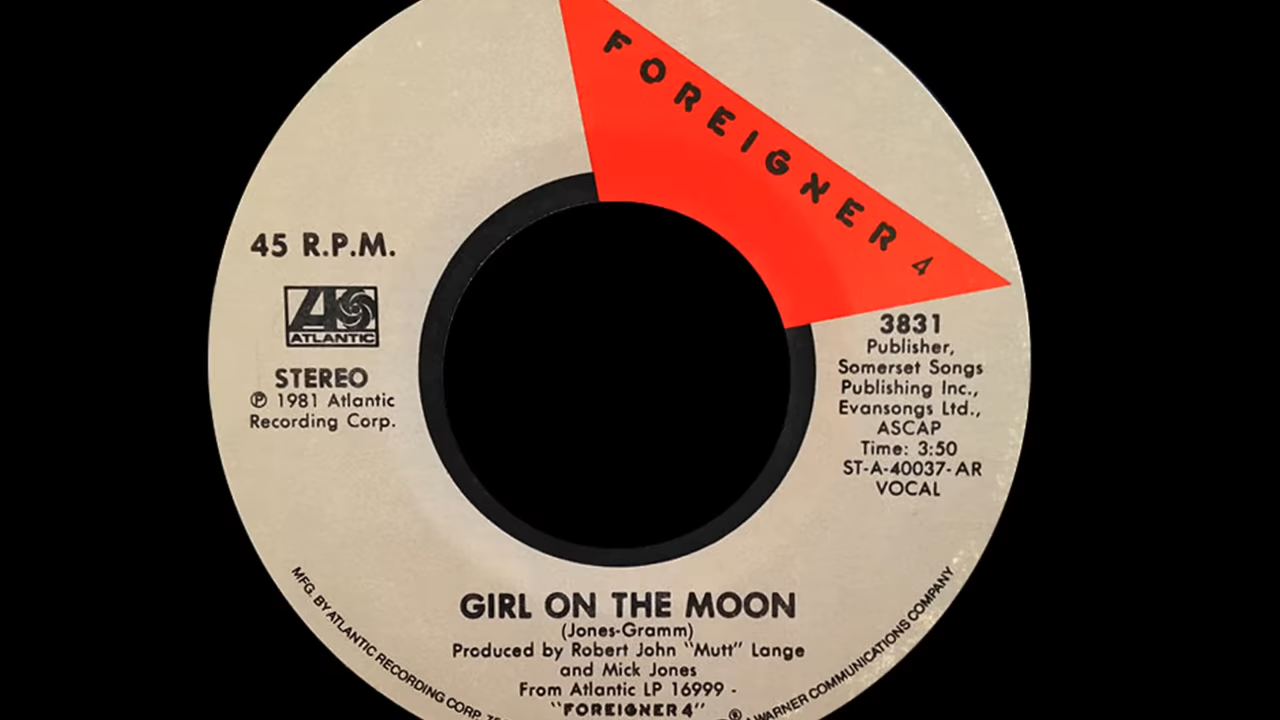 FOREIGNER 4
45 R.P.M.
ATLANTIC
STEREO
℗ 1981 Atlantic
Recording Corp.
3831
Publisher,
Somerset Songs
Publishing Inc.,
Evansongs Ltd.,
ASCAP
Time: 3:50
ST-A-40037-AR
VOCAL
GIRL ON THE MOON
(Jones-Gramm)
Produced by Robert John "Mutt" Lange
and Mick Jones
From Atlantic LP 16999 -
"FOREIGNER 4"
MFG. BY ATLANTIC RECORDING CORP.
® A WARNER COMMUNICATIONS COMPANY